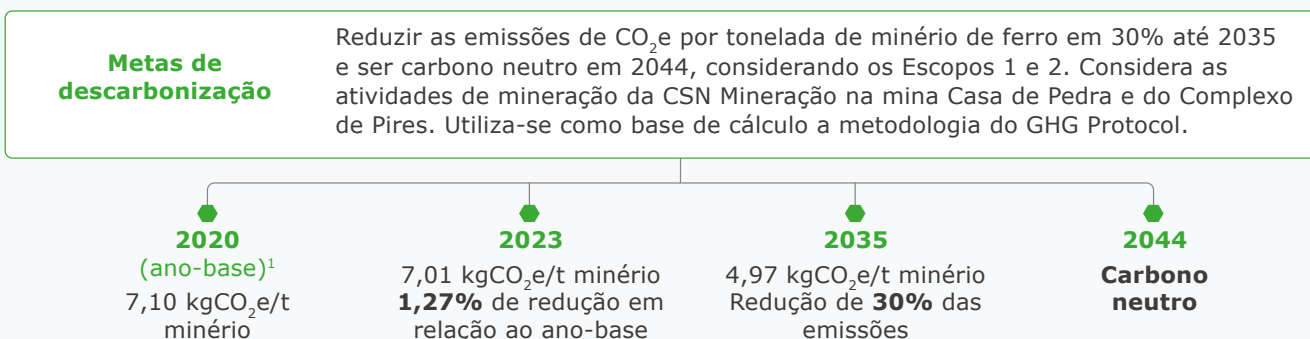 Metas de
descarbonização
Reduzir as emissões de CO₂e por tonelada de minério de ferro em 30% até 2035
e ser carbono neutro em 2044, considerando os Escopos 1 e 2. Considera as
atividades de mineração da CSN Mineração na mina Casa de Pedra e do Complexo
de Pires. Utiliza-se como base de cálculo a metodologia do GHG Protocol.
2020
(ano-base)¹
7,10 kgCO₂e/t
minério
2023
7,01 kgCO₂e/t minério
1,27% de redução em
relação ao ano-base
2035
4,97 kgCO₂e/t minério
Redução de 30% das
emissões
2044
Carbono
neutro